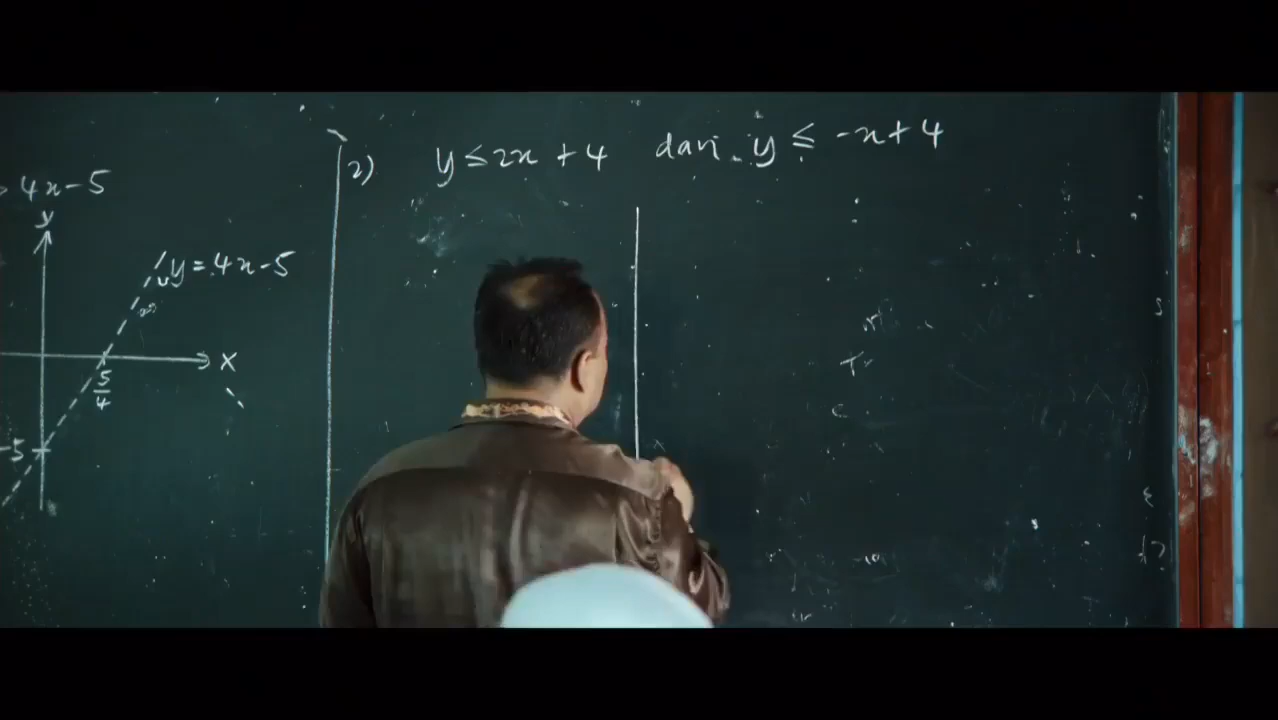 > 4x-5
y
y=4x-5
x
5/4
-5
2) y≤2x+4 dan y ≤ -x+4